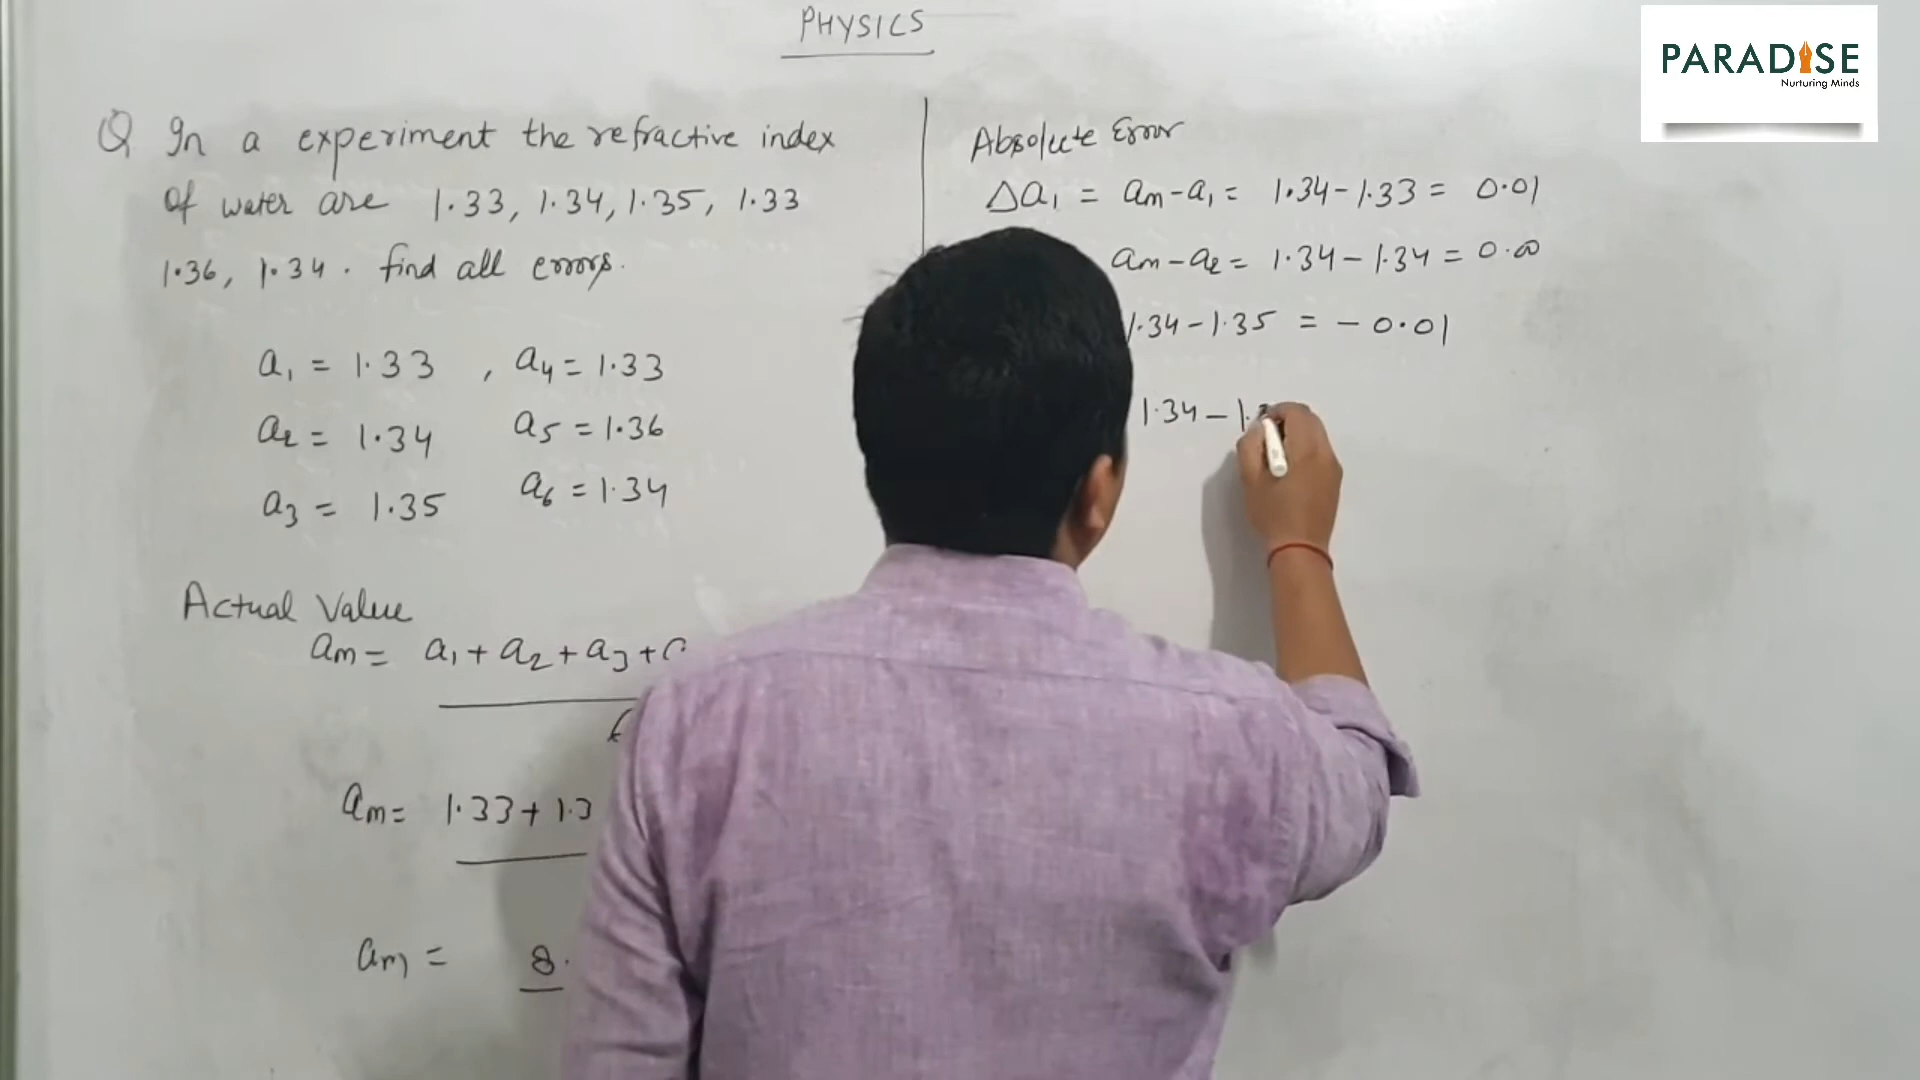 PHYSICS
PARADISE
Nurturing Minds
Q In a experiment the refractive index
of water are 1.33, 1.34, 1.35, 1.33
1.36, 1.34. find all errors.
a₁ = 1.33 , a₄ = 1.33
a₂ = 1.34 a₅ = 1.36
a₃ = 1.35 a₆ = 1.34
Actual Value
am = a₁ + a₂ + a₃ +
am = 1.33 + 1.3
am = 8.
Absolute Error
Δa₁ = am - a₁ = 1.34 - 1.33 = 0.01
am - a₂ = 1.34 - 1.34 = 0.00
1.34 - 1.35 = - 0.01
1.34 - 1.